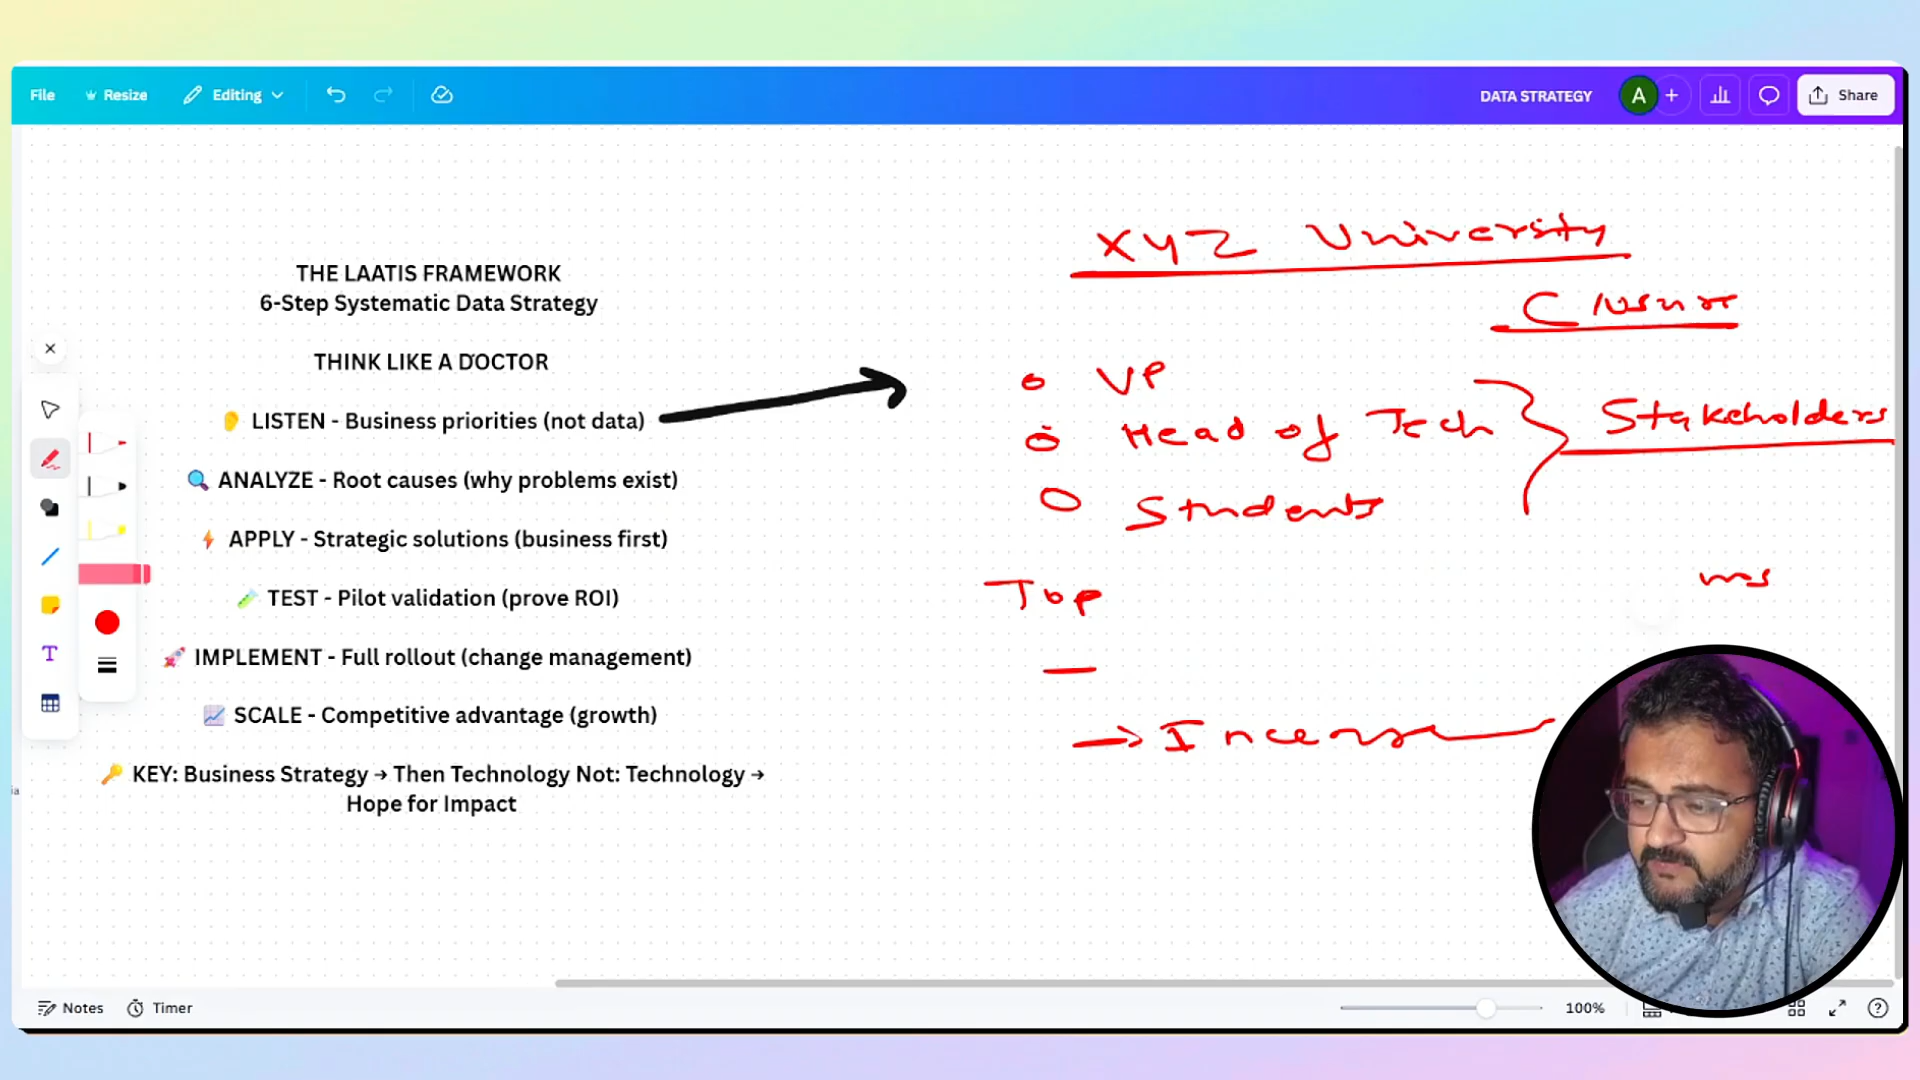 File
Resize
Editing
DATA STRATEGY
A
Share
THE LAATIS FRAMEWORK
6-Step Systematic Data Strategy
THINK LIKE A DOCTOR
LISTEN - Business priorities (not data)
ANALYZE - Root causes (why problems exist)
APPLY - Strategic solutions (business first)
TEST - Pilot validation (prove ROI)
IMPLEMENT - Full rollout (change management)
SCALE - Competitive advantage (growth)
KEY: Business Strategy → Then Technology Not: Technology →
Hope for Impact
XYZ University
VP
Head of Tech
Stakeholders
Students
Top
ms
T
Notes
Timer
100%